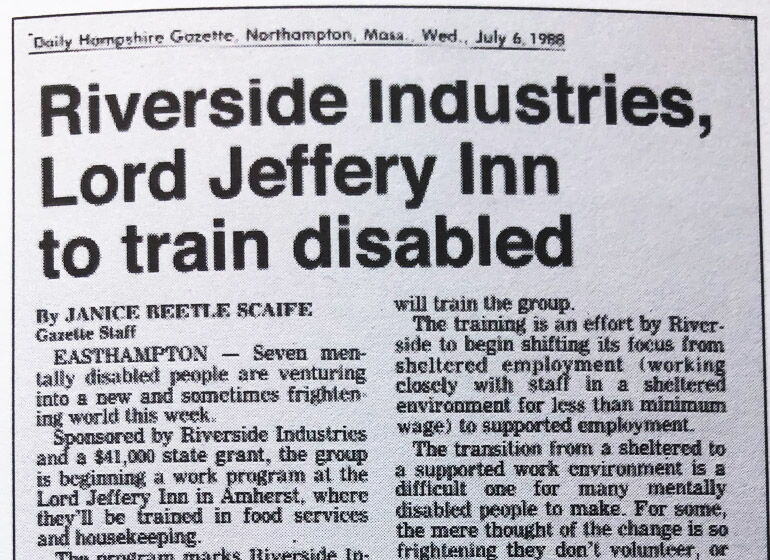 Daily Hampshire Gazette, Northampton, Mass., Wed., July 6, 1988
Riverside Industries,
Lord Jeffery Inn
to train disabled
By JANICE BEETLE SCAIFE
Gazette Staff
EASTHAMPTON — Seven men-
tally disabled people are venturing
into a new and sometimes frighten-
ing world this week.
Sponsored by Riverside Industries
and a $41,000 state grant, the group
is beginning a work program at the
Lord Jeffery Inn in Amherst, where
they'll be trained in food services
and housekeeping.
The program marks Riverside In-
will train the group.
The training is an effort by River-
side to begin shifting its focus from
sheltered employment (working
closely with staff in a sheltered
environment for less than minimum
wage) to supported employment.
The transition from a sheltered to
a supported work environment is a
difficult one for many mentally
disabled people to make. For some,
the mere thought of the change is so
frightening they don't volunteer, or